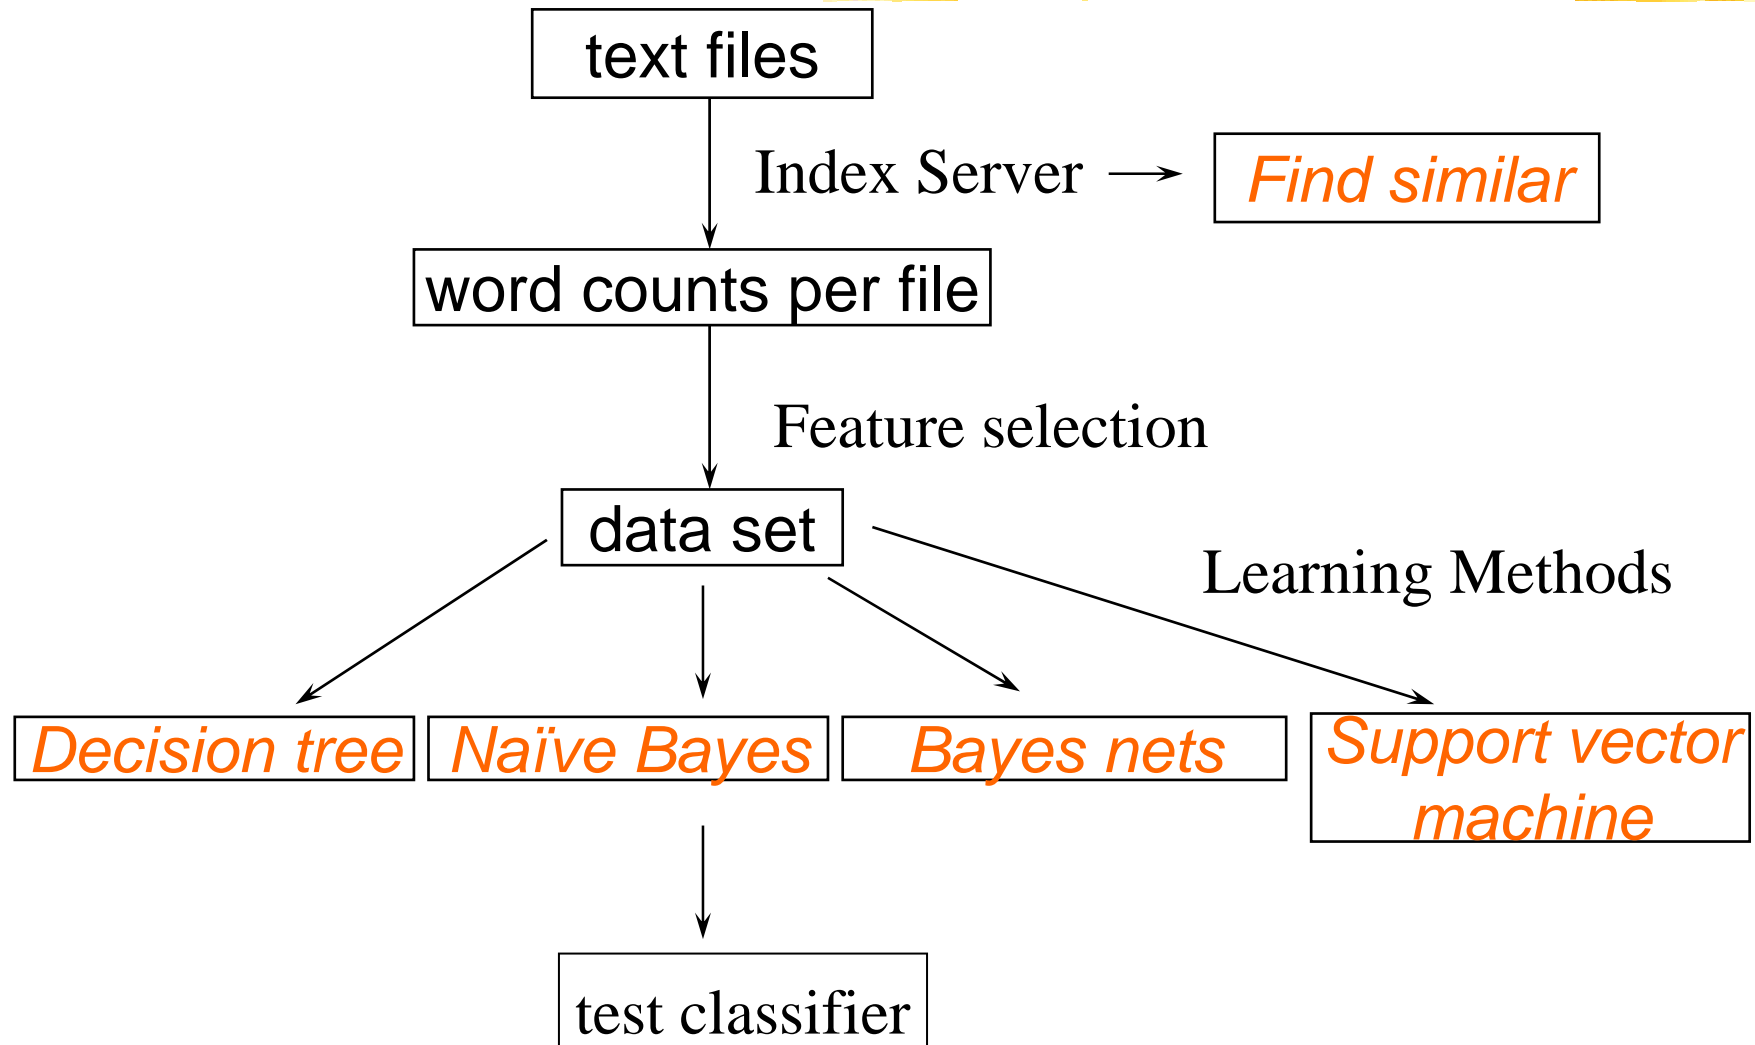 text files
Index Server
Find similar
word counts per file
Feature selection
data set
Learning Methods
Decision tree
Naïve Bayes
Bayes nets
Support vector
machine
test classifier